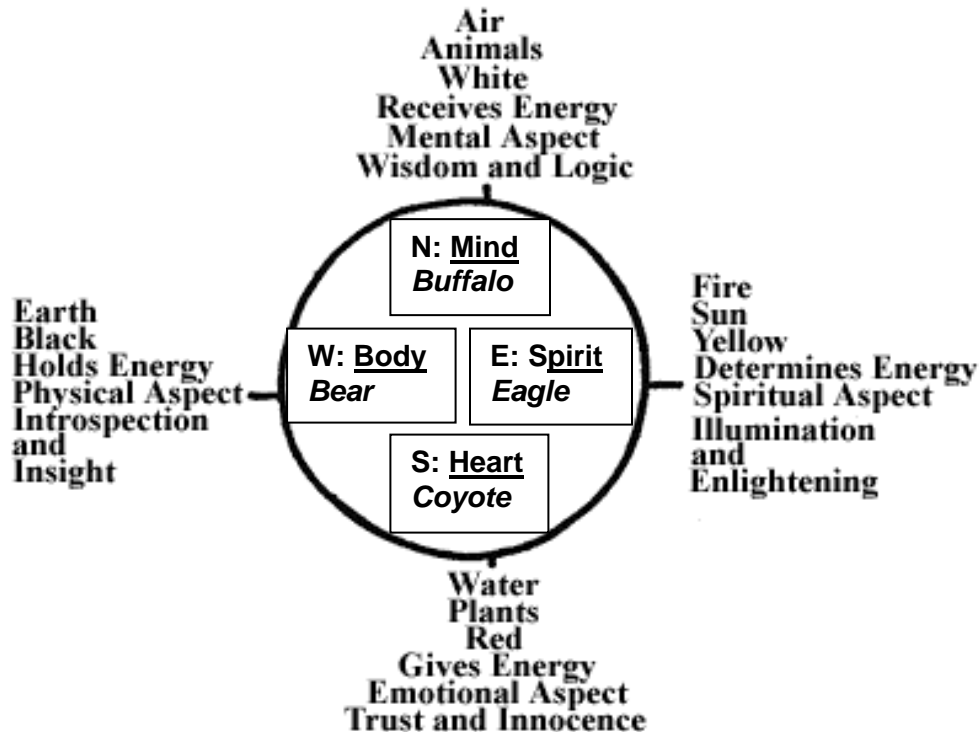 Air
Animals
White
Receives Energy
Mental Aspect
Wisdom and Logic
N: Mind
Buffalo
Earth
Black
Holds Energy
Physical Aspect
Introspection
and
Insight
W: Body
Bear
E: Spirit
Eagle
Fire
Sun
Yellow
Determines Energy
Spiritual Aspect
Illumination
and
Enlightening
S: Heart
Coyote
Water
Plants
Red
Gives Energy
Emotional Aspect
Trust and Innocence